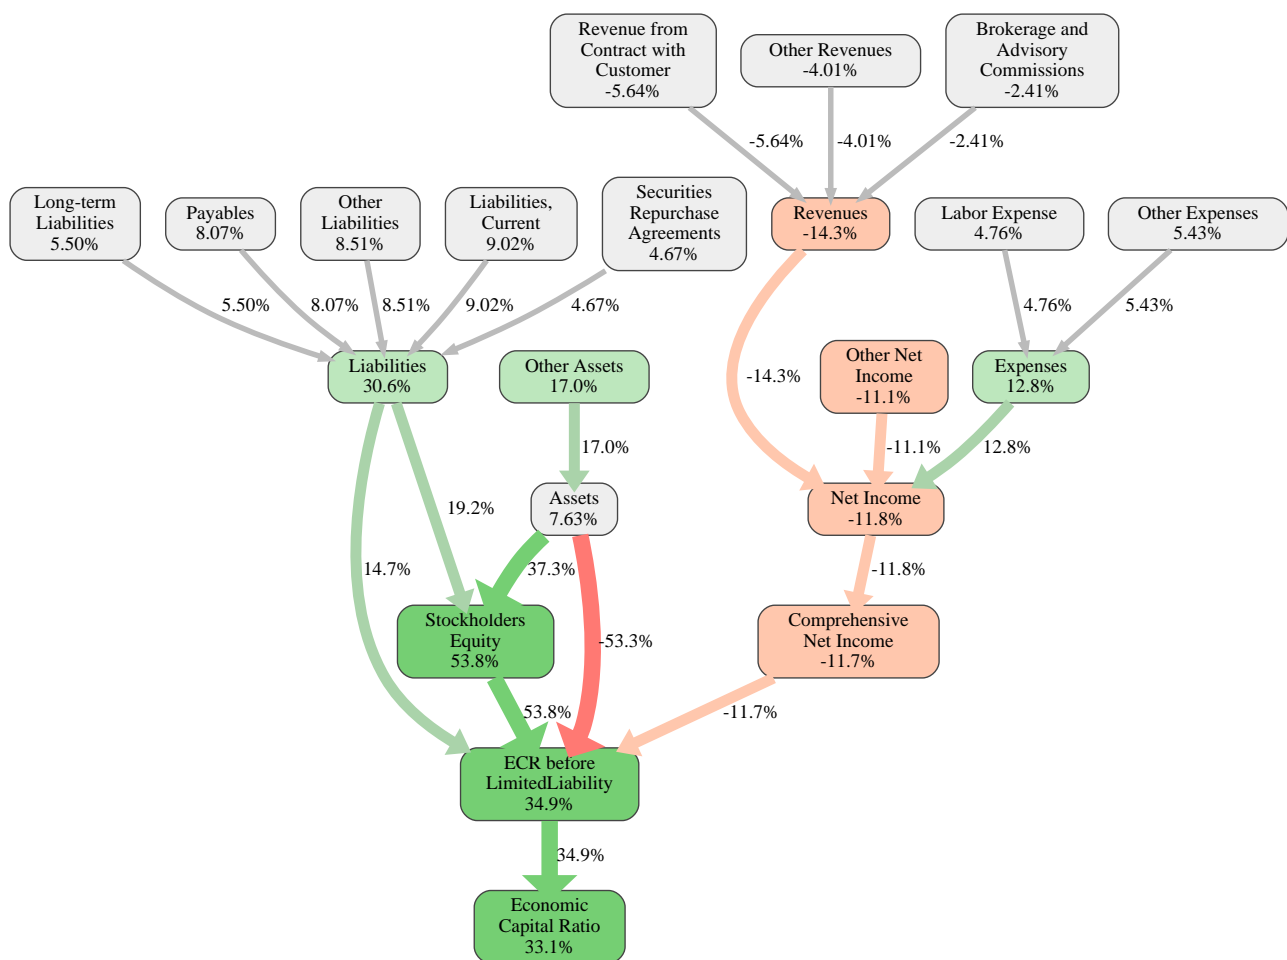 Revenue from
Contract with
Customer
-5.64%
Other Revenues
-4.01%
Brokerage and
Advisory
Commissions
-2.41%
-5.64%
-4.01%
-2.41%
Long-term
Liabilities
5.50%
Payables
8.07%
Other
Liabilities
8.51%
Liabilities,
Current
9.02%
Securities
Repurchase
Agreements
4.67%
Revenues
-14.3%
Labor Expense
4.76%
Other Expenses
5.43%
5.50%
8.07%
8.51%
9.02%
4.67%
4.76%
5.43%
Liabilities
30.6%
Other Assets
17.0%
-14.3%
Other Net
Income
-11.1%
Expenses
12.8%
17.0%
-11.1%
12.8%
19.2%
Assets
7.63%
Net Income
-11.8%
14.7%
37.3%
-11.8%
Stockholders
Equity
53.8%
-53.3%
Comprehensive
Net Income
-11.7%
53.8%
-11.7%
ECR before
LimitedLiability
34.9%
34.9%
Economic
Capital Ratio
33.1%